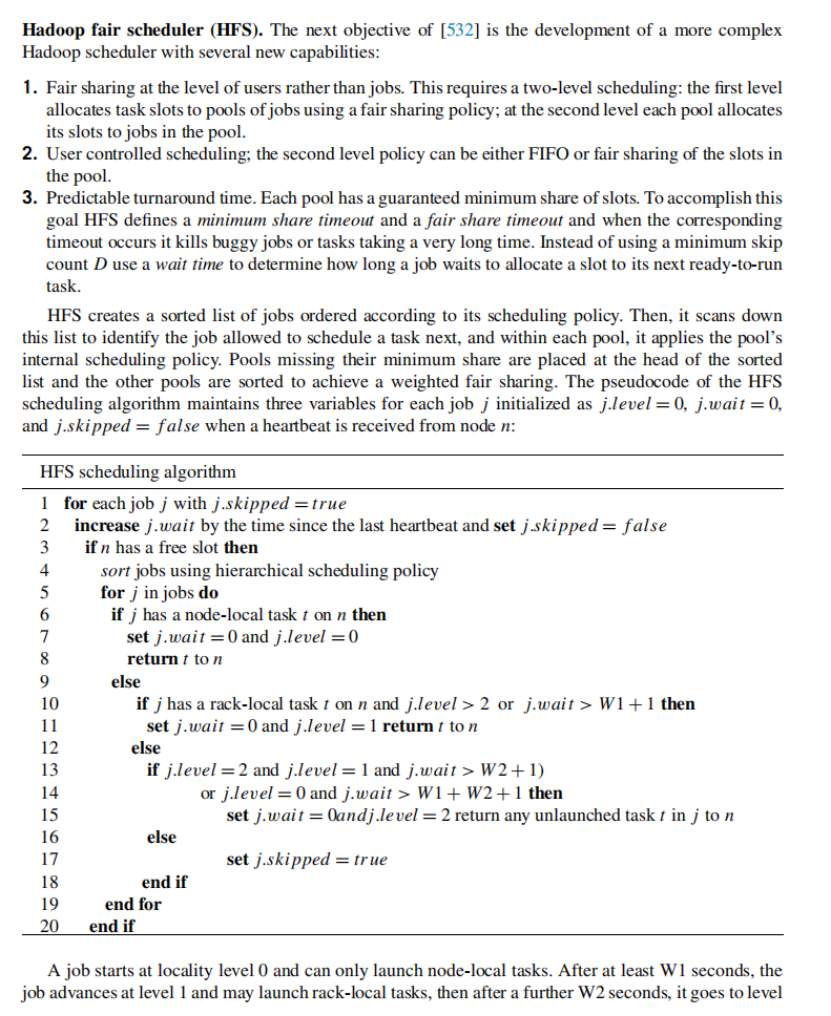 Hadoop fair scheduler (HFS). The next objective of [532] is the development of a more complex
Hadoop scheduler with several new capabilities:
1. Fair sharing at the level of users rather than jobs. This requires a two-level scheduling: the first level
allocates task slots to pools of jobs using a fair sharing policy; at the second level each pool allocates
its slots to jobs in the pool.
2. User controlled scheduling; the second level policy can be either FIFO or fair sharing of the slots in
the pool.
3. Predictable turnaround time. Each pool has a guaranteed minimum share of slots. To accomplish this
goal HFS defines a minimum share timeout and a fair share timeout and when the corresponding
timeout occurs it kills buggy jobs or tasks taking a very long time. Instead of using a minimum skip
count D use a wait time to determine how long a job waits to allocate a slot to its next ready-to-run
task.
HFS creates a sorted list of jobs ordered according to its scheduling policy. Then, it scans down
this list to identify the job allowed to schedule a task next, and within each pool, it applies the pool's
internal scheduling policy. Pools missing their minimum share are placed at the head of the sorted
list and the other pools are sorted to achieve a weighted fair sharing. The pseudocode of the HFS
scheduling algorithm maintains three variables for each job j initialized as j.level = 0, j.wait = 0,
and j.skipped = false when a heartbeat is received from node n:
HFS scheduling algorithm
1 for each job j with j.skipped = true
2 increase j.wait by the time since the last heartbeat and set j.skipped = false
3 if n has a free slot then
4 sort jobs using hierarchical scheduling policy
5 for j in jobs do
6 if j has a node-local task t on n then
7 set j.wait = 0 and j.level = 0
8 return t to n
9 else
10 if j has a rack-local task t on n and j.level > 2 or j.wait > W1 + 1 then
11 set j.wait = 0 and j.level = 1 return t to n
12 else
13 if j.level = 2 and j.level = 1 and j.wait > W2 + 1)
14 or j.level = 0 and j.wait > W1 + W2 + 1 then
15 set j.wait = 0andj.level = 2 return any unlaunched task t in j to n
16 else
17 set j.skipped = true
18 end if
19 end for
20 end if
A job starts at locality level 0 and can only launch node-local tasks. After at least W1 seconds, the
job advances at level 1 and may launch rack-local tasks, then after a further W2 seconds, it goes to level